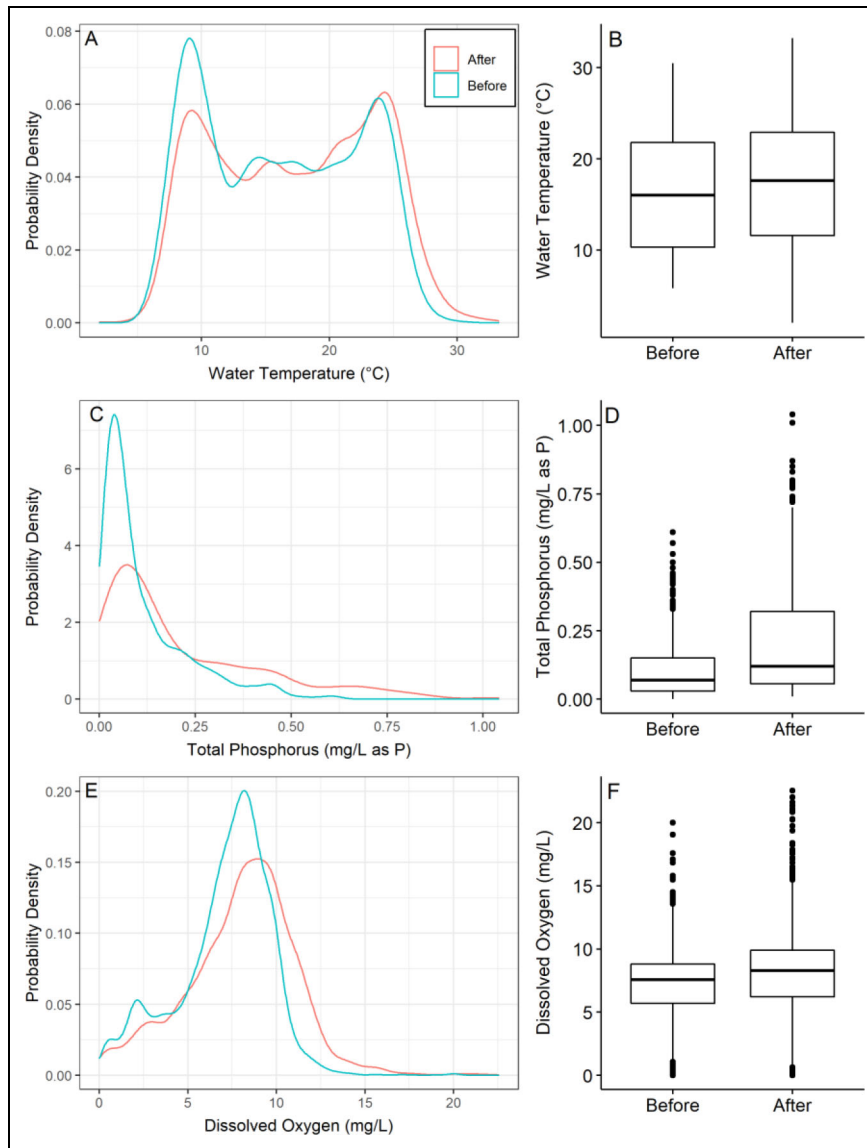 A
After
Before
0.08
0.06
0.04
0.02
0.00
Probability Density
10
20
30
Water Temperature (°C)
B
30
20
10
Water Temperature (°C)
Before
After
C
6
4
2
0
Probability Density
0.00
0.25
0.50
0.75
1.00
Total Phosphorus (mg/L as P)
D
1.00
0.75
0.50
0.25
0.00
Total Phosphorus (mg/L as P)
Before
After
E
0.20
0.15
0.10
0.05
0.00
Probability Density
0
5
10
15
20
Dissolved Oxygen (mg/L)
F
20
15
10
5
0
Dissolved Oxygen (mg/L)
Before
After